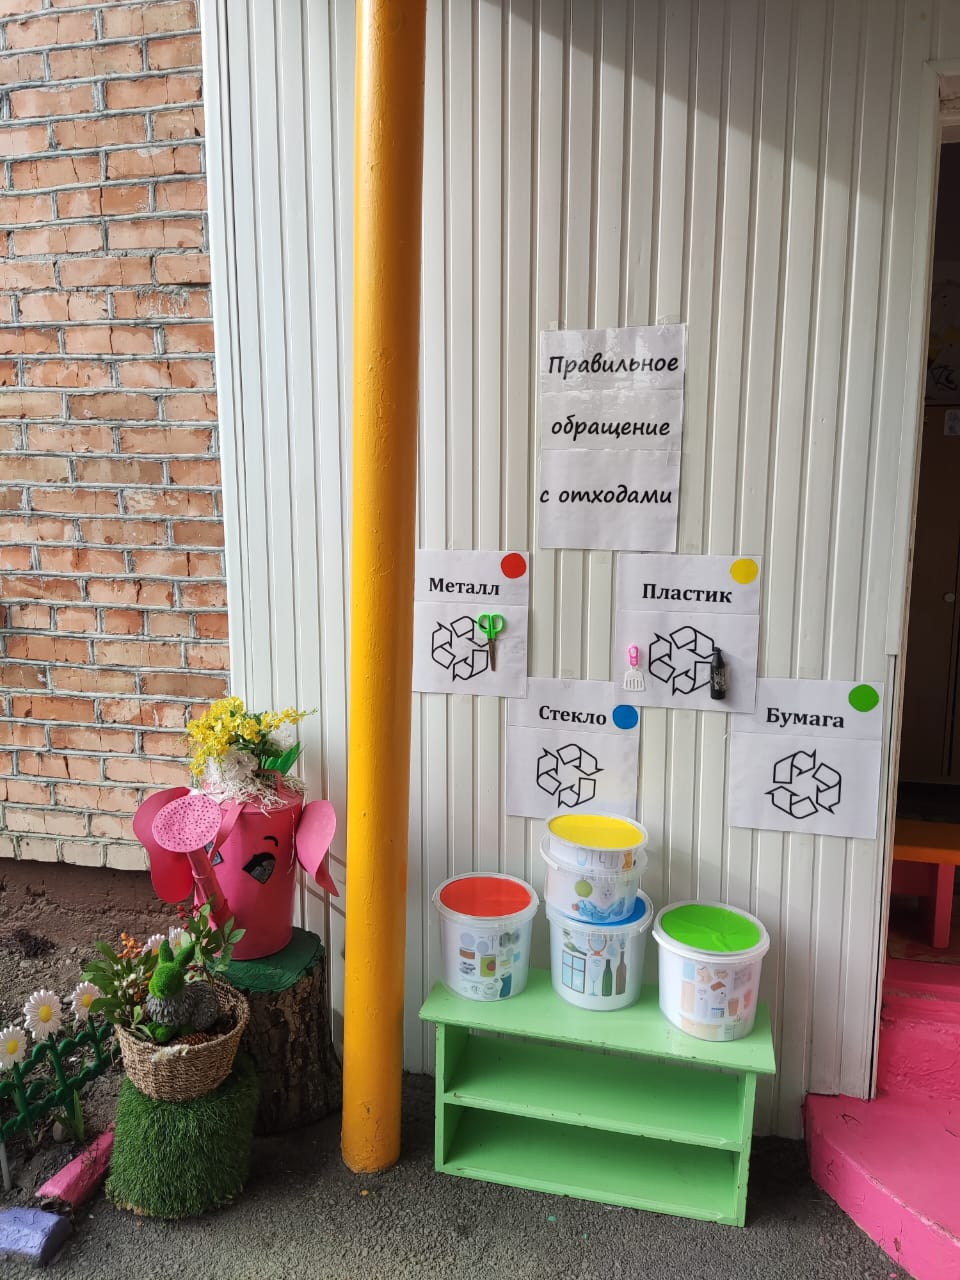 Правильное
обращение
с отходами
Металл
Пластик
Стекло
Бумага